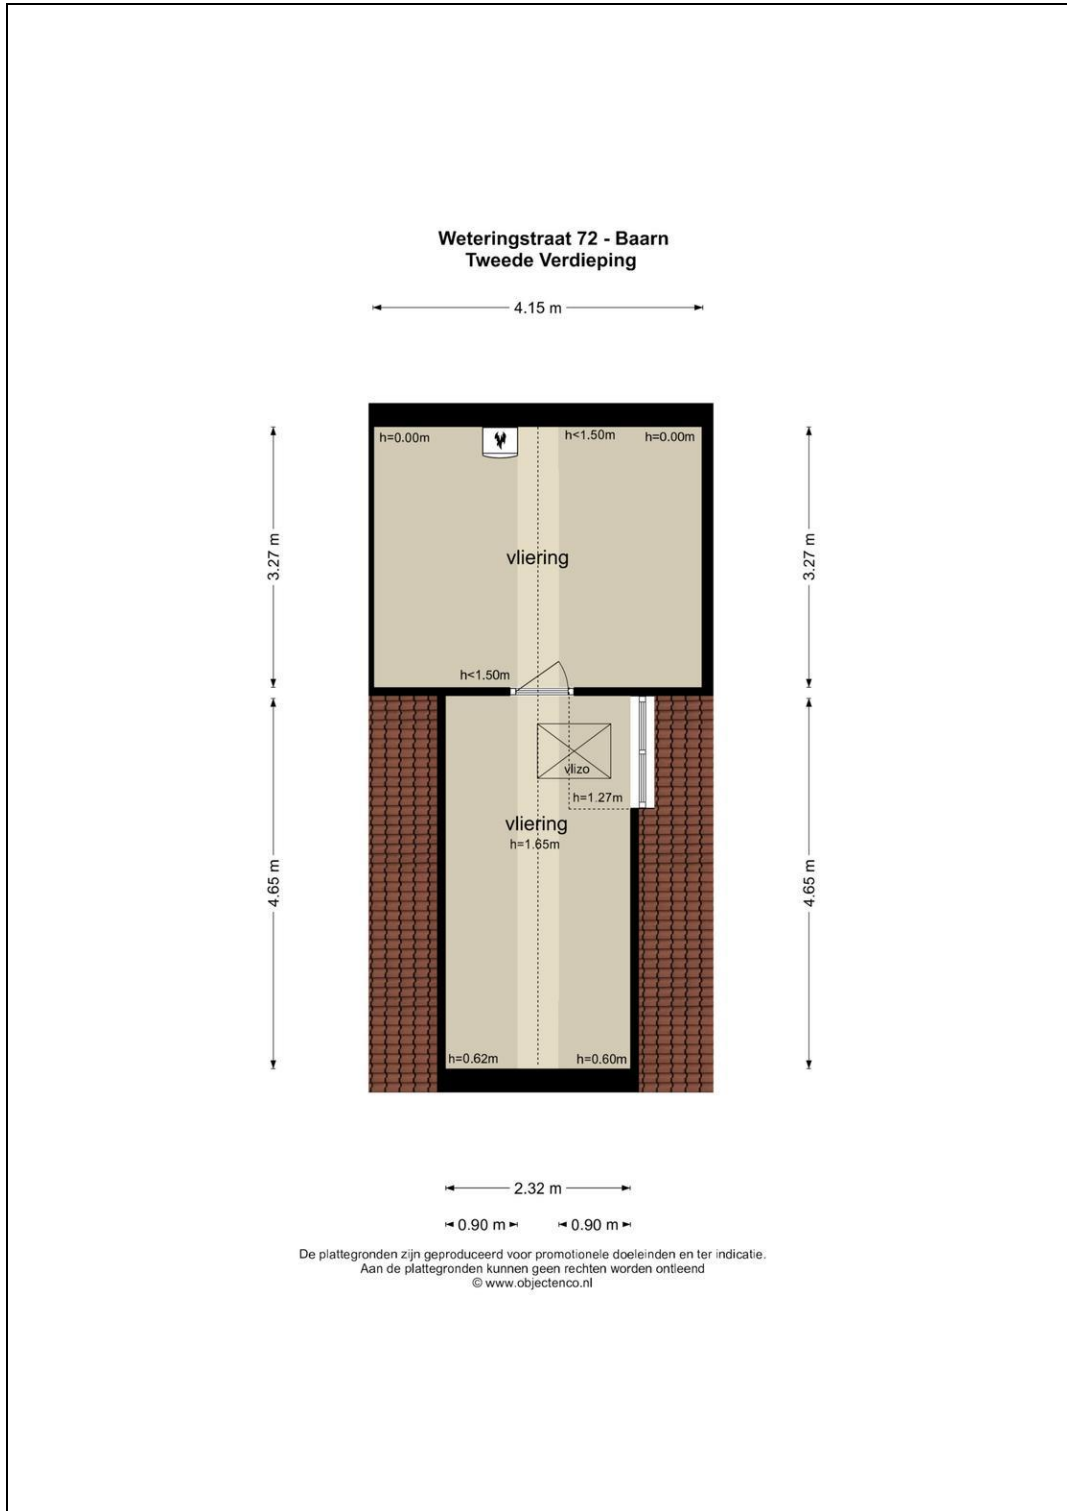 Weteringstraat 72 - Baarn
Tweede Verdieping
4.15 m
h=0.00m
h<1.50m
h=0.00m
3.27 m
3.27 m
vliering
h<1.50m
vlizo
h=1.27m
vliering
h=1.65m
4.65 m
4.65 m
h=0.62m
h=0.60m
2.32 m
0.90 m
0.90 m
De plattegronden zijn geproduceerd voor promotionele doeleinden en ter indicatie.
Aan de plattegronden kunnen geen rechten worden ontleend
© www.objectenco.nl